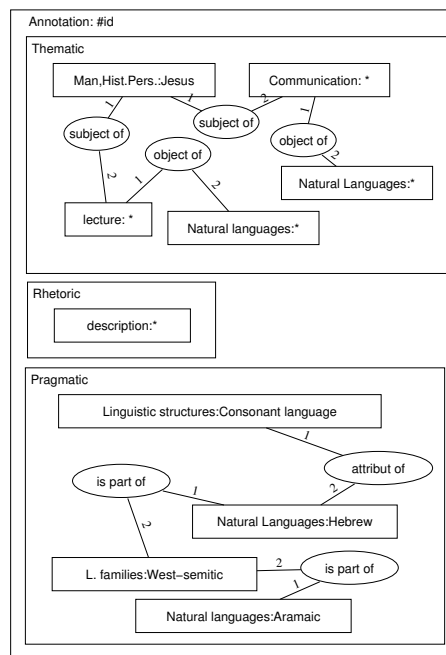 Annotation: #id
Thematic
Man,Hist.Pers.:Jesus
Communication: *
1
1
2
1
subject of
subject of
object of
object of
2
1
2
2
Natural Languages:*
lecture: *
Natural languages:*
Rhetoric
description:*
Pragmatic
Linguistic structures:Consonant language
1
attribut of
is part of
1
2
Natural Languages:Hebrew
2
is part of
L. families:West−semitic
2
1
Natural languages:Aramaic